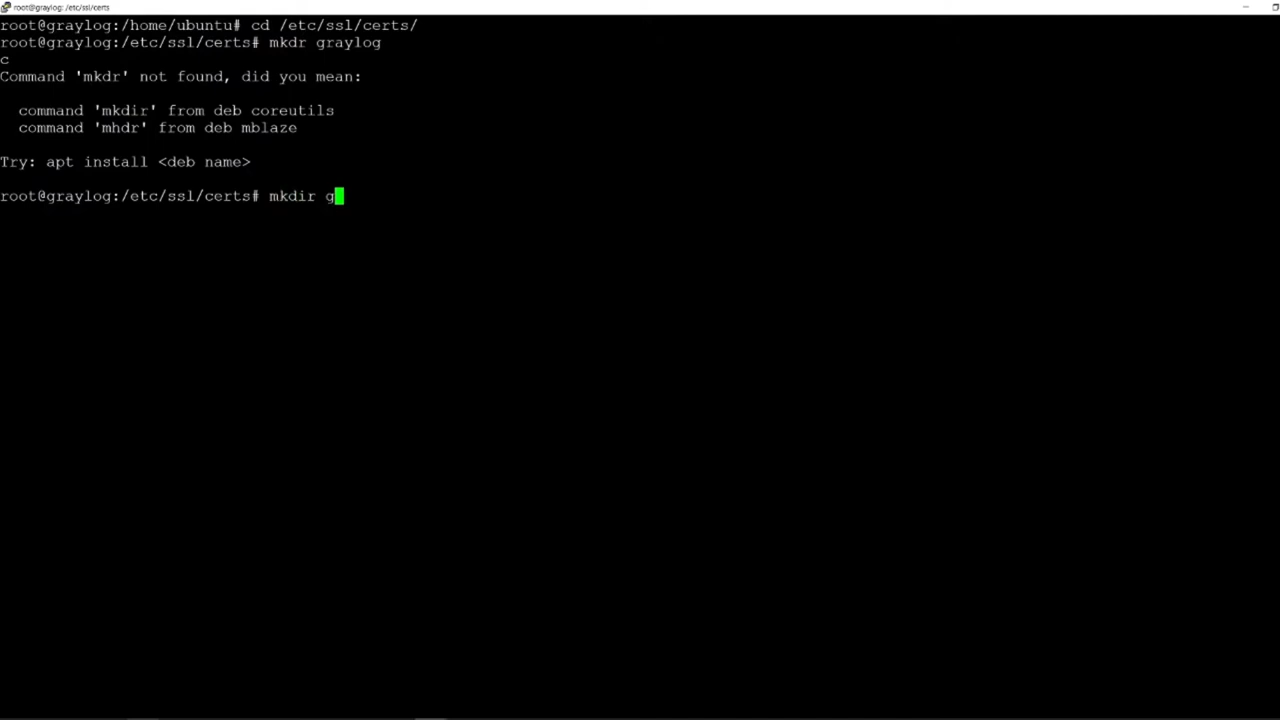 root@graylog: /etc/ssl/certs
root@graylog:/home/ubuntu# cd /etc/ssl/certs/
root@graylog:/etc/ssl/certs# mkdr graylog
c
Command 'mkdr' not found, did you mean:
  command 'mkdir' from deb coreutils
  command 'mhdr' from deb mblaze
Try: apt install <deb name>
root@graylog:/etc/ssl/certs# mkdir g